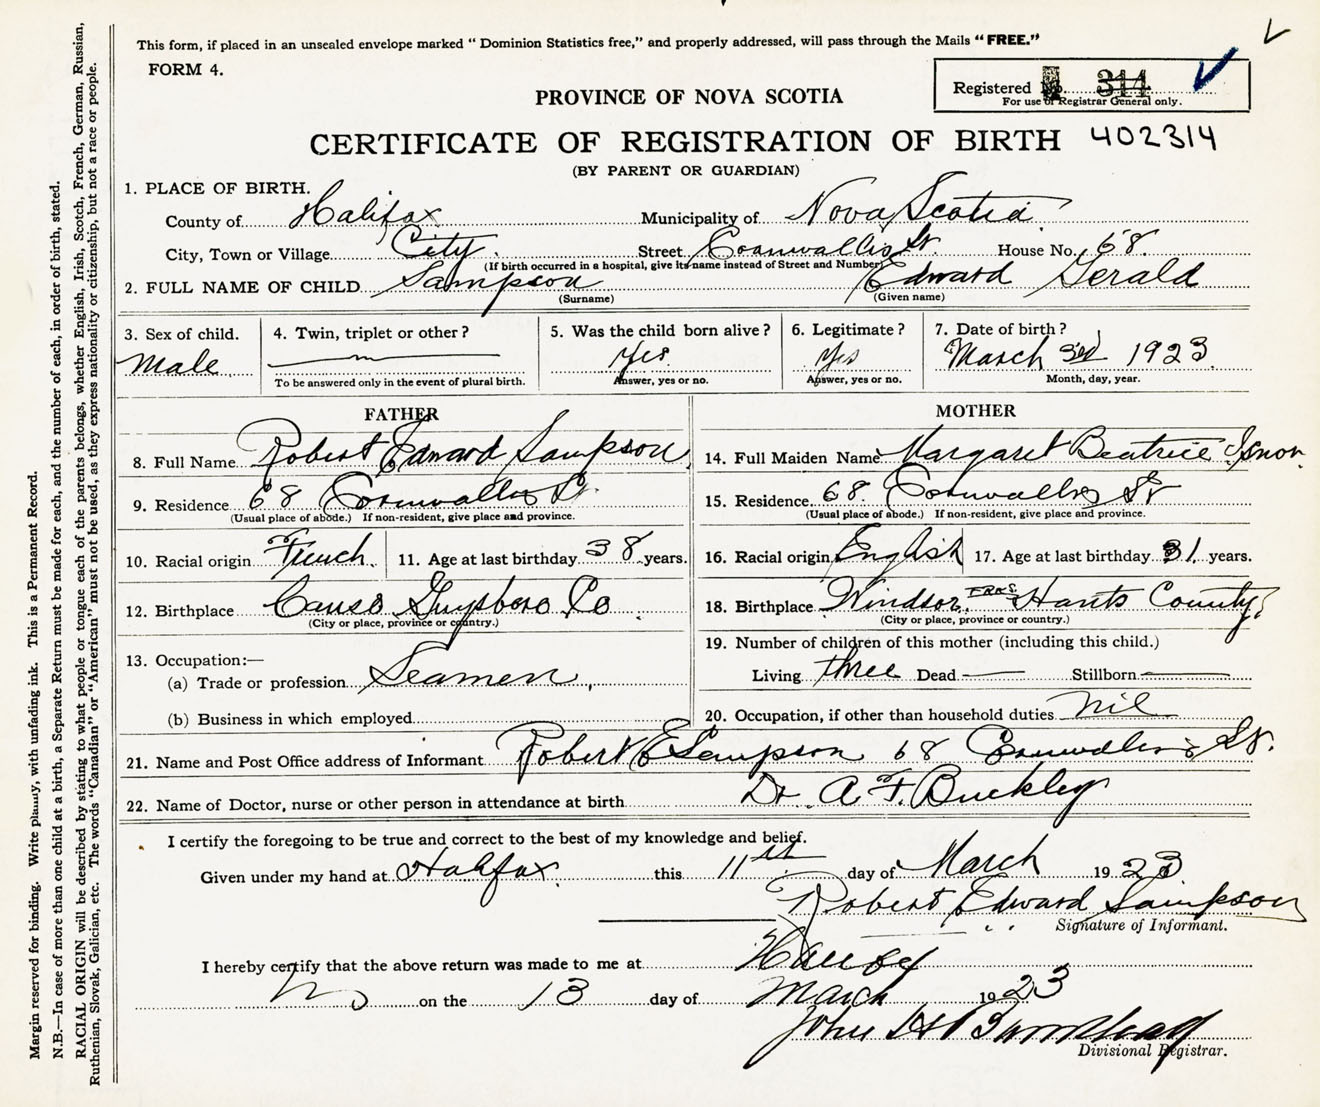 This form, if placed in an unsealed envelope marked " Dominion Statistics free," and properly addressed, will pass through the Mails " FREE."
FORM 4.
Registered No. 314
For use of Registrar General only.
PROVINCE OF NOVA SCOTIA
CERTIFICATE OF REGISTRATION OF BIRTH 402314
(BY PARENT OR GUARDIAN)
1. PLACE OF BIRTH.
County of Halifax Municipality of Nova Scotia
City, Town or Village City. Street Cornwallis St. House No. 68.
(If birth occurred in a hospital, give its name instead of Street and Number)
2. FULL NAME OF CHILD Sampson Edward Gerald
(Surname) (Given name)
3. Sex of child. 4. Twin, triplet or other? 5. Was the child born alive? 6. Legitimate? 7. Date of birth?
Male. Yes Yes March 3rd 1923
To be answered only in the event of plural birth. Answer, yes or no. Answer, yes or no. Month, day, year.
FATHER MOTHER
8. Full Name Robert Edward Sampson 14. Full Maiden Name Margaret Beatrice Isnor
9. Residence 68 Cornwallis St. 15. Residence 68. Cornwallis St
(Usual place of abode.) If non-resident, give place and province. (Usual place of abode.) If non-resident, give place and province.
10. Racial origin French. 11. Age at last birthday 38 years. 16. Racial origin English 17. Age at last birthday 31 years.
12. Birthplace Canso Guysboro Co 18. Birthplace Windsor Hants County
(City or place, province or country.) (City or place, province or country.)
19. Number of children of this mother (including this child.)
13. Occupation:—
(a) Trade or profession Seamen Living three Dead — Stillborn —
(b) Business in which employed 20. Occupation, if other than household duties nil
21. Name and Post Office address of Informant Robert E Sampson 68 Cornwallis St.
22. Name of Doctor, nurse or other person in attendance at birth Dr. A. F. Buckley
I certify the foregoing to be true and correct to the best of my knowledge and belief.
Given under my hand at Halifax. this 11th day of March 1923
Robert Edward Sampson
Signature of Informant.
I hereby certify that the above return was made to me at
on the 13 day of March 1923
John
Divisional Registrar.
Margin reserved for binding. Write plainly, with unfading ink. This is a Permanent Record.
N.B.—In case of more than one child at a birth, a Separate Return must be made for each, and the number of each, in order of birth, stated.
RACIAL ORIGIN will be described by stating to what people or tongue each of the parents belongs, whether English, Irish, Scotch, French, German, Russian,
Ruthenian, Slovak, Galician, etc. The words "Canadian" or "American" must not be used, as they express nationality or citizenship, but not a race or people.